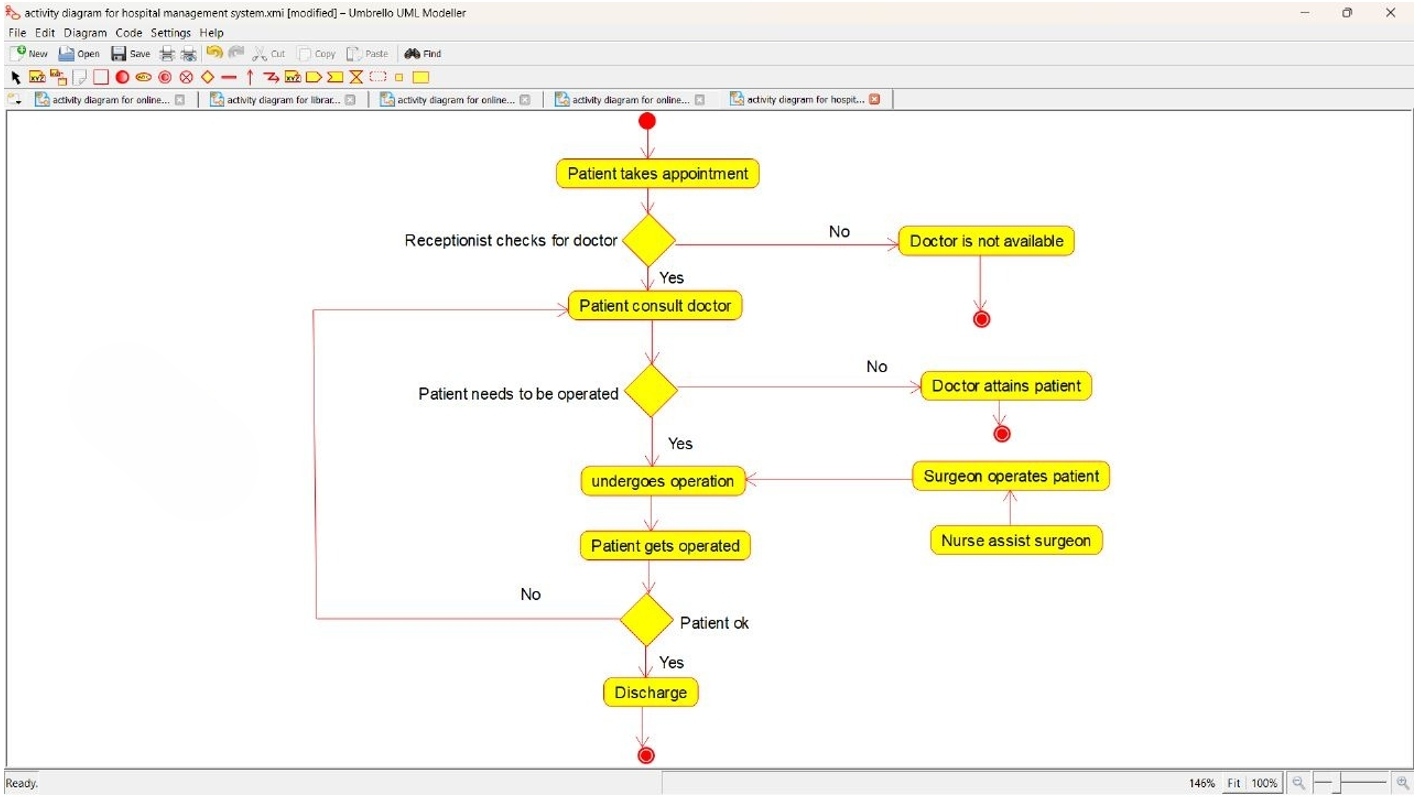 activity diagram for hospital management system.xmi [modified] – Umbrello UML Modeller
File Edit Diagram Code Settings Help
New Open Save Cut Copy Paste Find
XYZ XYZ
activity diagram for online... activity diagram for librar... activity diagram for online... activity diagram for online... activity diagram for hospit...
Patient takes appointment
Receptionist checks for doctor
No
Doctor is not available
Yes
Patient consult doctor
Patient needs to be operated
No
Doctor attains patient
Yes
undergoes operation
Surgeon operates patient
Nurse assist surgeon
Patient gets operated
No
Patient ok
Yes
Discharge
Ready.
146% Fit 100%